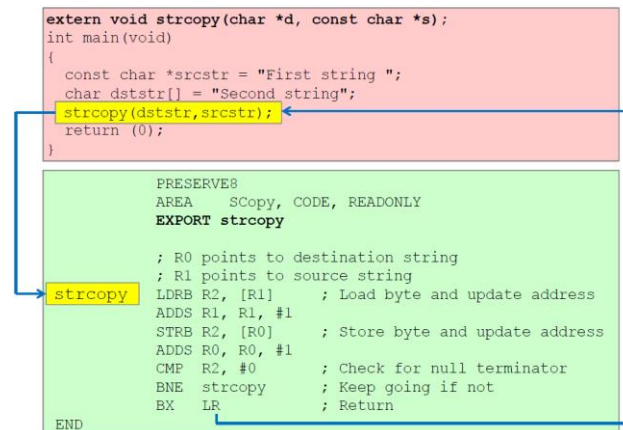 extern void strcopy(char *d, const char *s);
int main(void)
{
  const char *srcstr = "First string ";
  char dststr[] = "Second string";
  strcopy(dststr,srcstr);
  return (0);
}
PRESERVE8
AREA    SCopy, CODE, READONLY
EXPORT strcopy
; R0 points to destination string
; R1 points to source string
strcopy  LDRB R2, [R1]    ; Load byte and update address
ADDS R1, R1, #1
STRB R2, [R0]    ; Store byte and update address
ADDS R0, R0, #1
CMP  R2, #0      ; Check for null terminator
BNE  strcopy     ; Keep going if not
BX   LR          ; Return
END